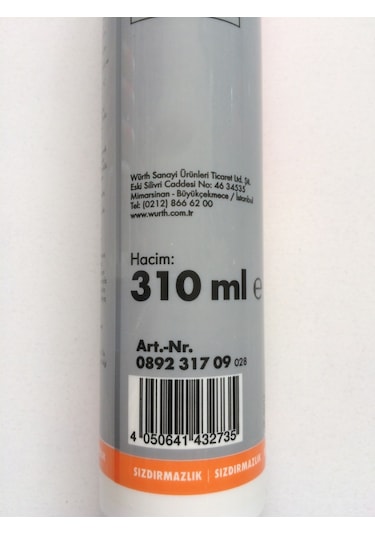 Würth Sanayi Ürünleri Ticaret Ltd. Şti.
Eski Silivri Caddesi No: 46 34535
Mimarsinan - Büyükçekmece / İstanbul
Tel: (0212) 866 62 00
www.wurth.com.tr
Hacim:
310 ml e
Art.-Nr.
0892 317 09 028
4 050641 432735
SIZDIRMAZLIK | SIZDIRMAZLIK